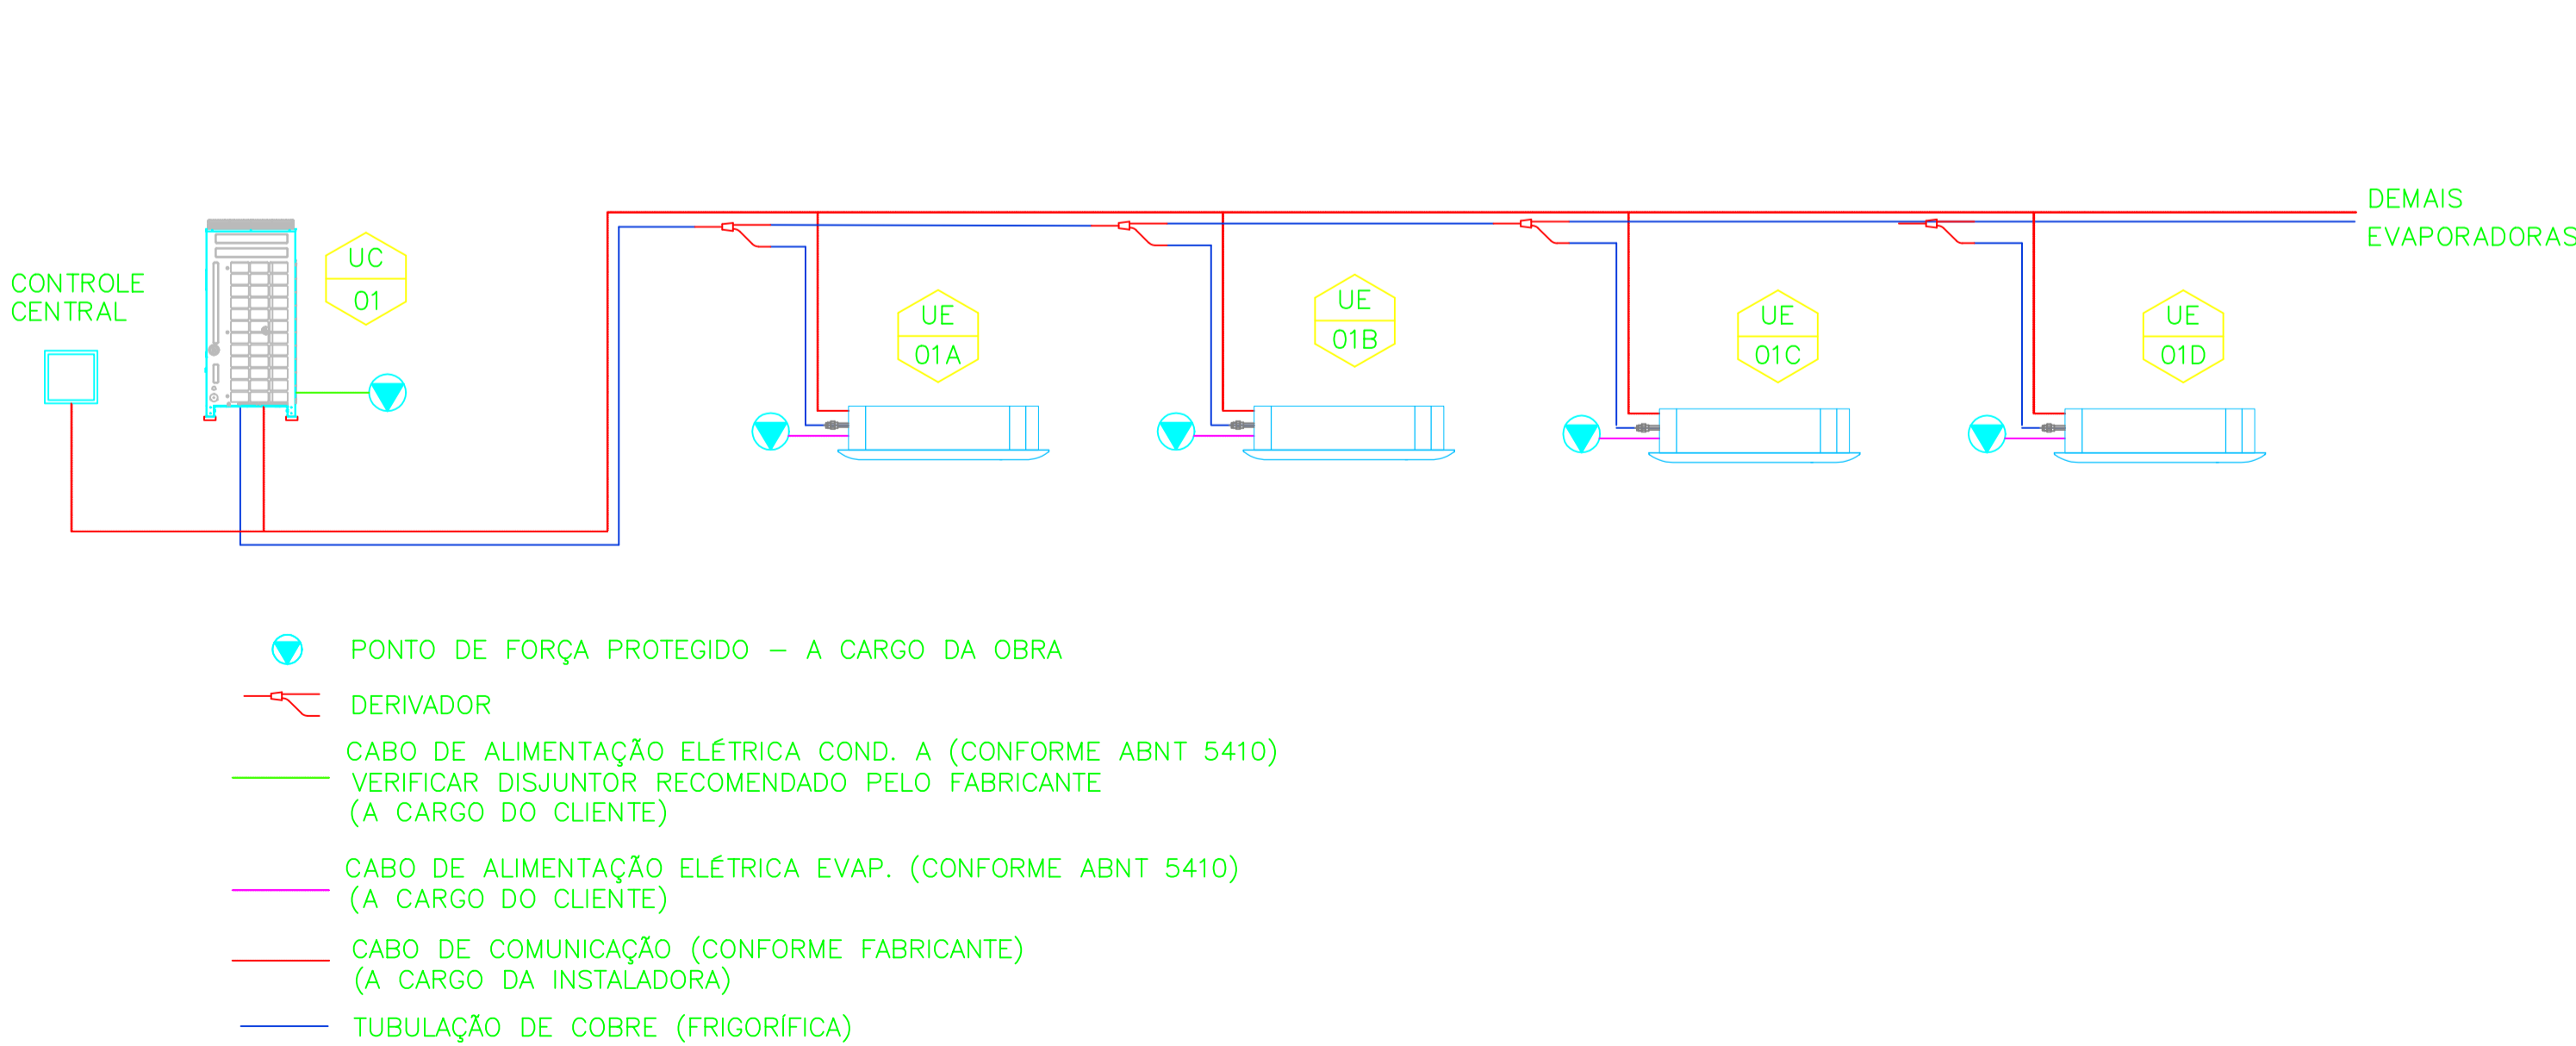 DEMAIS
EVAPORADORAS
CONTROLE
CENTRAL
UC
01
UE
01A
UE
01B
UE
01C
UE
01D
PONTO DE FORÇA PROTEGIDO – A CARGO DA OBRA
DERIVADOR
CABO DE ALIMENTAÇÃO ELÉTRICA COND. A (CONFORME ABNT 5410)
VERIFICAR DISJUNTOR RECOMENDADO PELO FABRICANTE
(A CARGO DO CLIENTE)
CABO DE ALIMENTAÇÃO ELÉTRICA EVAP. (CONFORME ABNT 5410)
(A CARGO DO CLIENTE)
CABO DE COMUNICAÇÃO (CONFORME FABRICANTE)
(A CARGO DA INSTALADORA)
TUBULAÇÃO DE COBRE (FRIGORÍFICA)